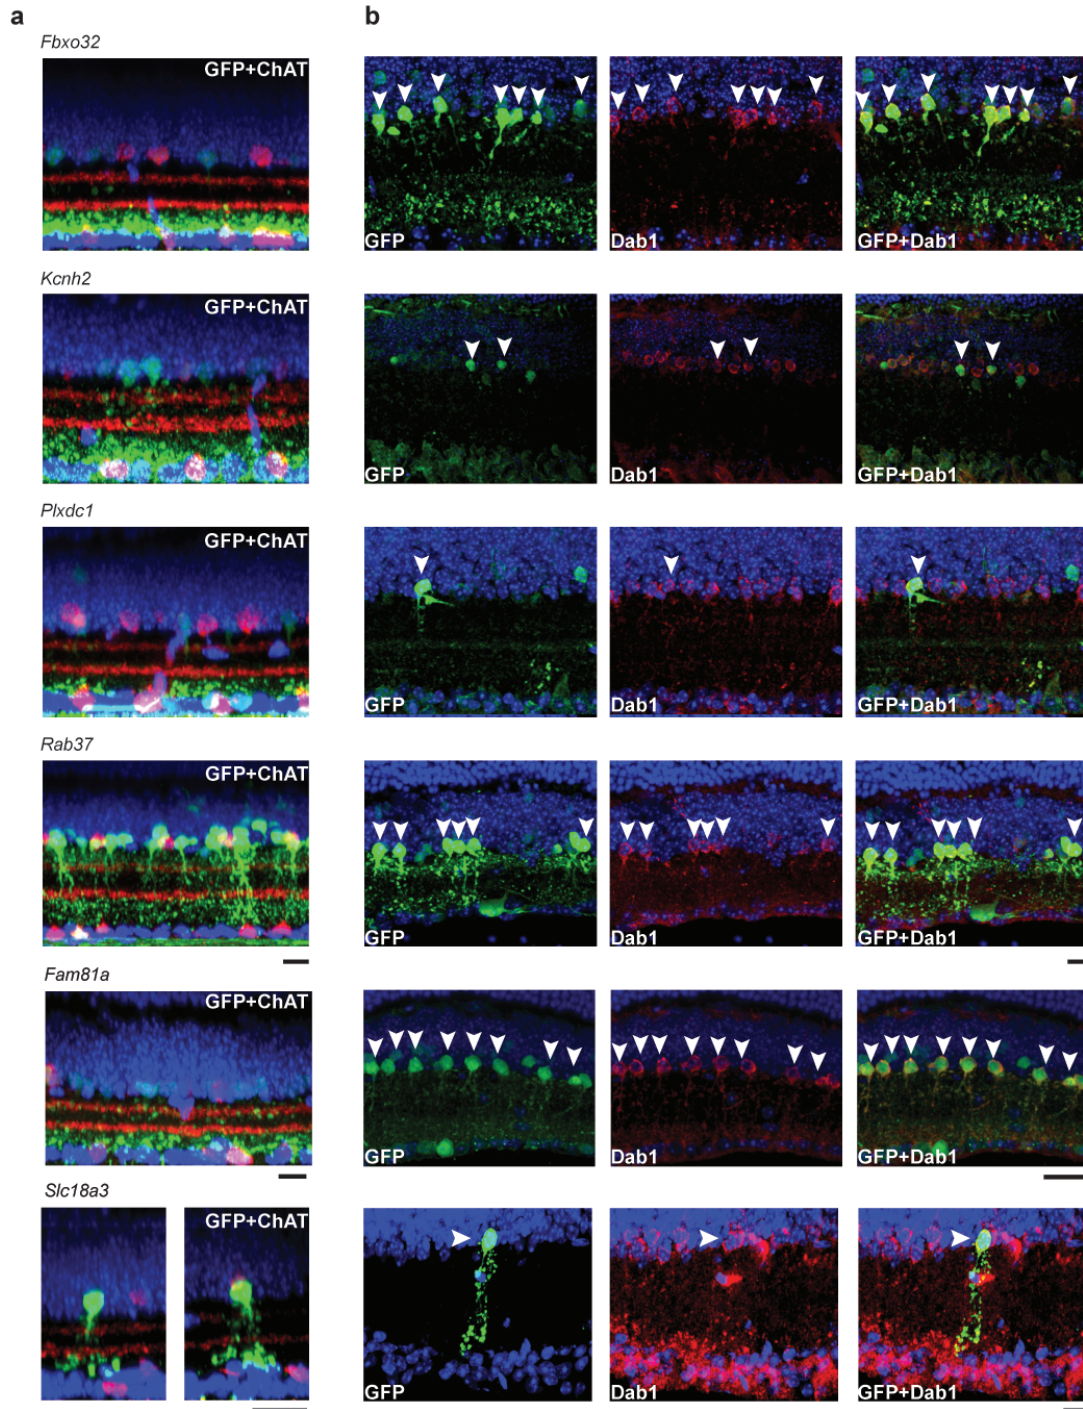 a
b
Fbxo32
GFP+ChAT
GFP
Dab1
GFP+Dab1
Kcnh2
GFP+ChAT
GFP
Dab1
GFP+Dab1
Plxdc1
GFP+ChAT
GFP
Dab1
GFP+Dab1
Rab37
GFP+ChAT
GFP
Dab1
GFP+Dab1
Fam81a
GFP+ChAT
GFP
Dab1
GFP+Dab1
Slc18a3
GFP+ChAT
GFP
Dab1
GFP+Dab1